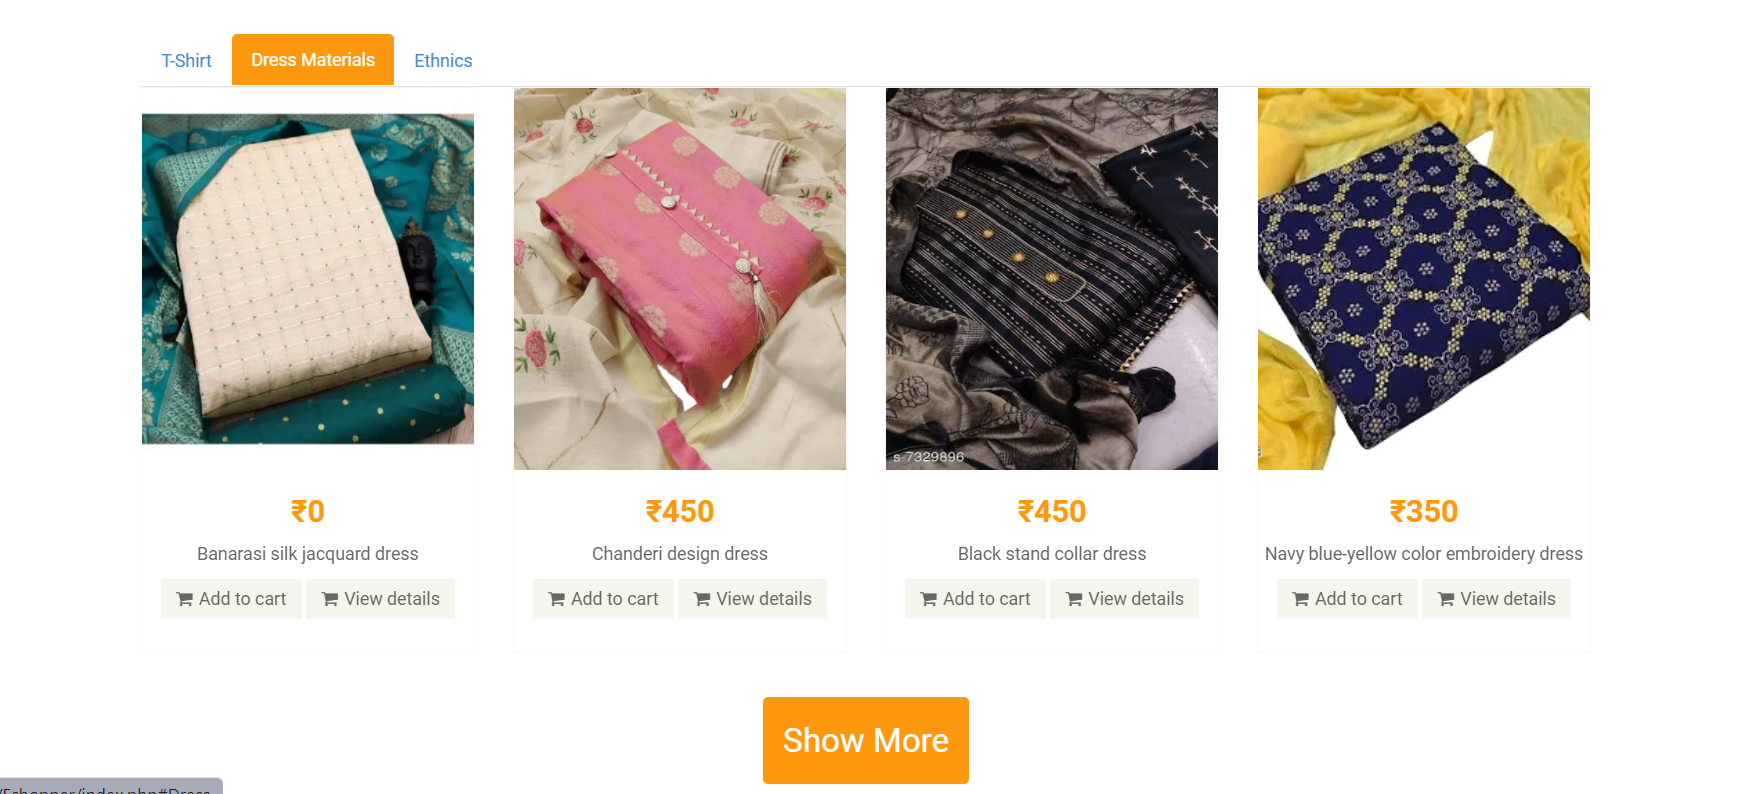 T-Shirt Dress Materials Ethnics
s-7329896
₹0 ₹450 ₹450 ₹350
Banarasi silk jacquard dress Chanderi design dress Black stand collar dress Navy blue-yellow color embroidery dress
Add to cart View details Add to cart View details Add to cart View details Add to cart View details
Show More
/Eshopper/index.php#Dress